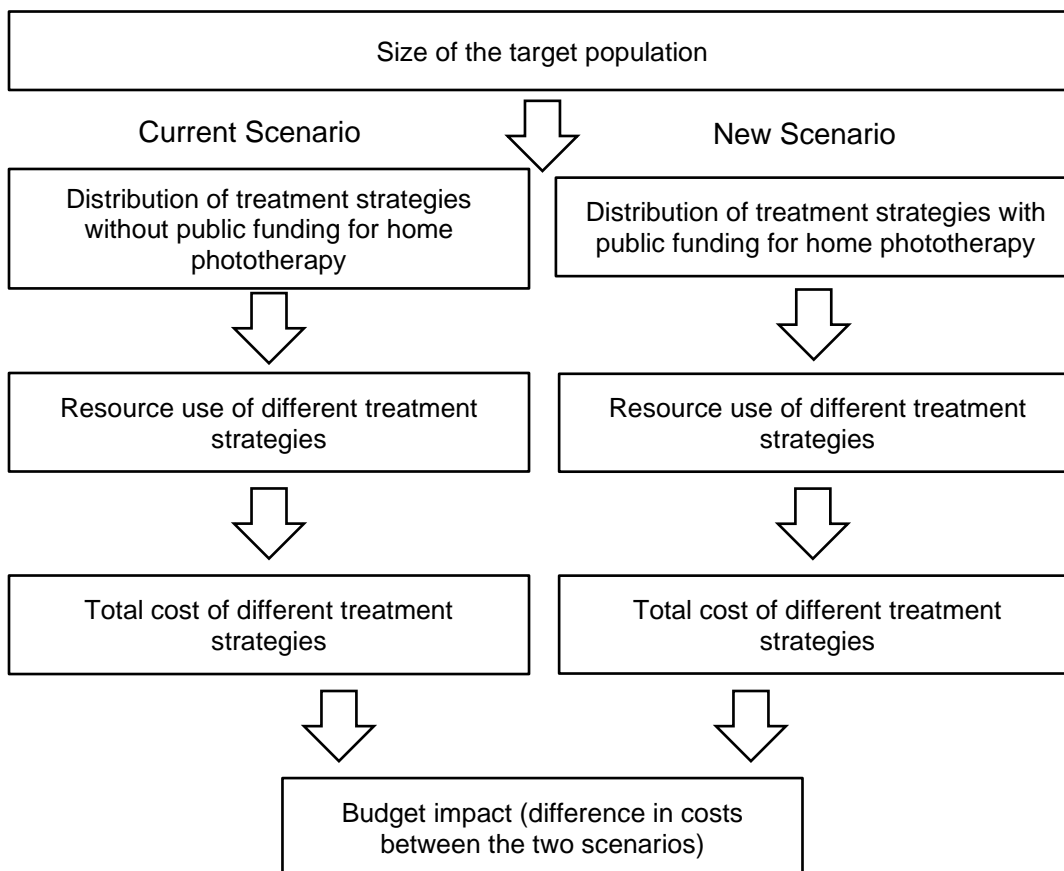 Size of the target population
Current Scenario
New Scenario
Distribution of treatment strategies
without public funding for home
phototherapy
Distribution of treatment strategies with
public funding for home phototherapy
Resource use of different treatment
strategies
Resource use of different treatment
strategies
Total cost of different treatment
strategies
Total cost of different treatment
strategies
Budget impact (difference in costs
between the two scenarios)